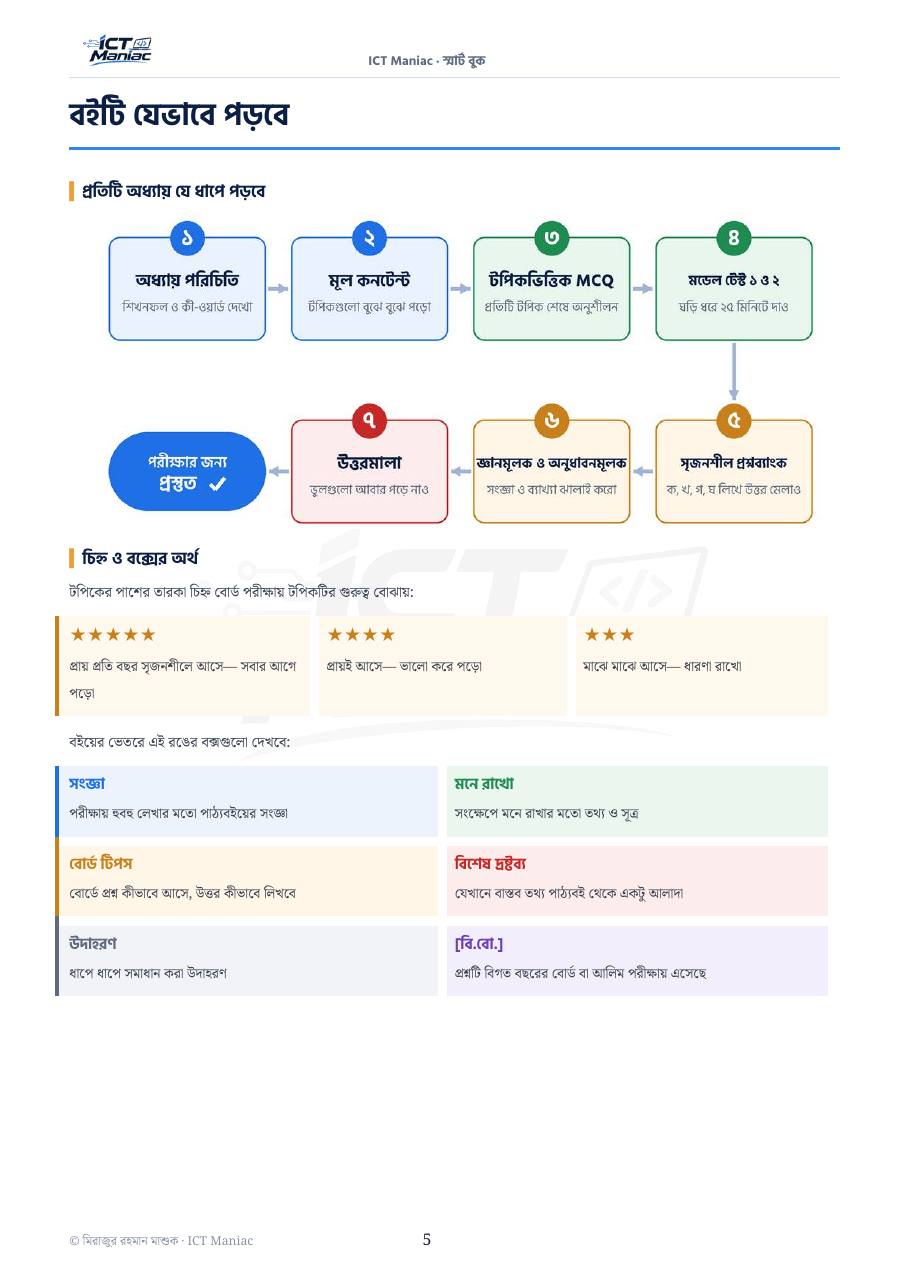 ICT Maniac
ICT Maniac · স্মার্ট বুক
বইটি যেভাবে পড়বে
প্রতিটি অধ্যায় যে ধাপে পড়বে
১
অধ্যায় পরিচিতি
শিখনফল ও কী-ওয়ার্ড দেখো
২
মূল কনটেন্ট
টপিকগুলো বুঝে বুঝে পড়ো
৩
টপিকভিত্তিক MCQ
প্রতিটি টপিক শেষে অনুশীলন
৪
মডেল টেস্ট ১ ও ২
ঘড়ি ধরে ২৫ মিনিটে দাও
৫
সৃজনশীল প্রশ্নব্যাংক
ক, খ, গ, ঘ লিখে উত্তর মেলাও
৬
জ্ঞানমূলক ও অনুধাবনমূলক
সংজ্ঞা ও ব্যাখ্যা ঝালাই করো
৭
উত্তরমালা
ভুলগুলো আবার পড়ে নাও
পরীক্ষার জন্য
প্রস্তুত ✓
চিহ্ন ও বক্সের অর্থ
টপিকের পাশের তারকা চিহ্ন বোর্ড পরীক্ষায় টপিকটির গুরুত্ব বোঝায়:
★★★★★
প্রায় প্রতি বছর সৃজনশীলে আসে— সবার আগে
পড়ো
★★★★
প্রায়ই আসে— ভালো করে পড়ো
★★★
মাঝে মাঝে আসে— ধারণা রাখো
বইয়ের ভেতরে এই রঙের বক্সগুলো দেখবে:
সংজ্ঞা
পরীক্ষায় হুবহু লেখার মতো পাঠ্যবইয়ের সংজ্ঞা
মনে রাখো
সংক্ষেপে মনে রাখার মতো তথ্য ও সূত্র
বোর্ড টিপস
বোর্ডে প্রশ্ন কীভাবে আসে, উত্তর কীভাবে লিখবে
বিশেষ দ্রষ্টব্য
যেখানে বাস্তব তথ্য পাঠ্যবই থেকে একটু আলাদা
উদাহরণ
ধাপে ধাপে সমাধান করা উদাহরণ
[বি.বো.]
প্রশ্নটি বিগত বছরের বোর্ড বা আলিম পরীক্ষায় এসেছে
© মিরাজুর রহমান মাশুক · ICT Maniac
5